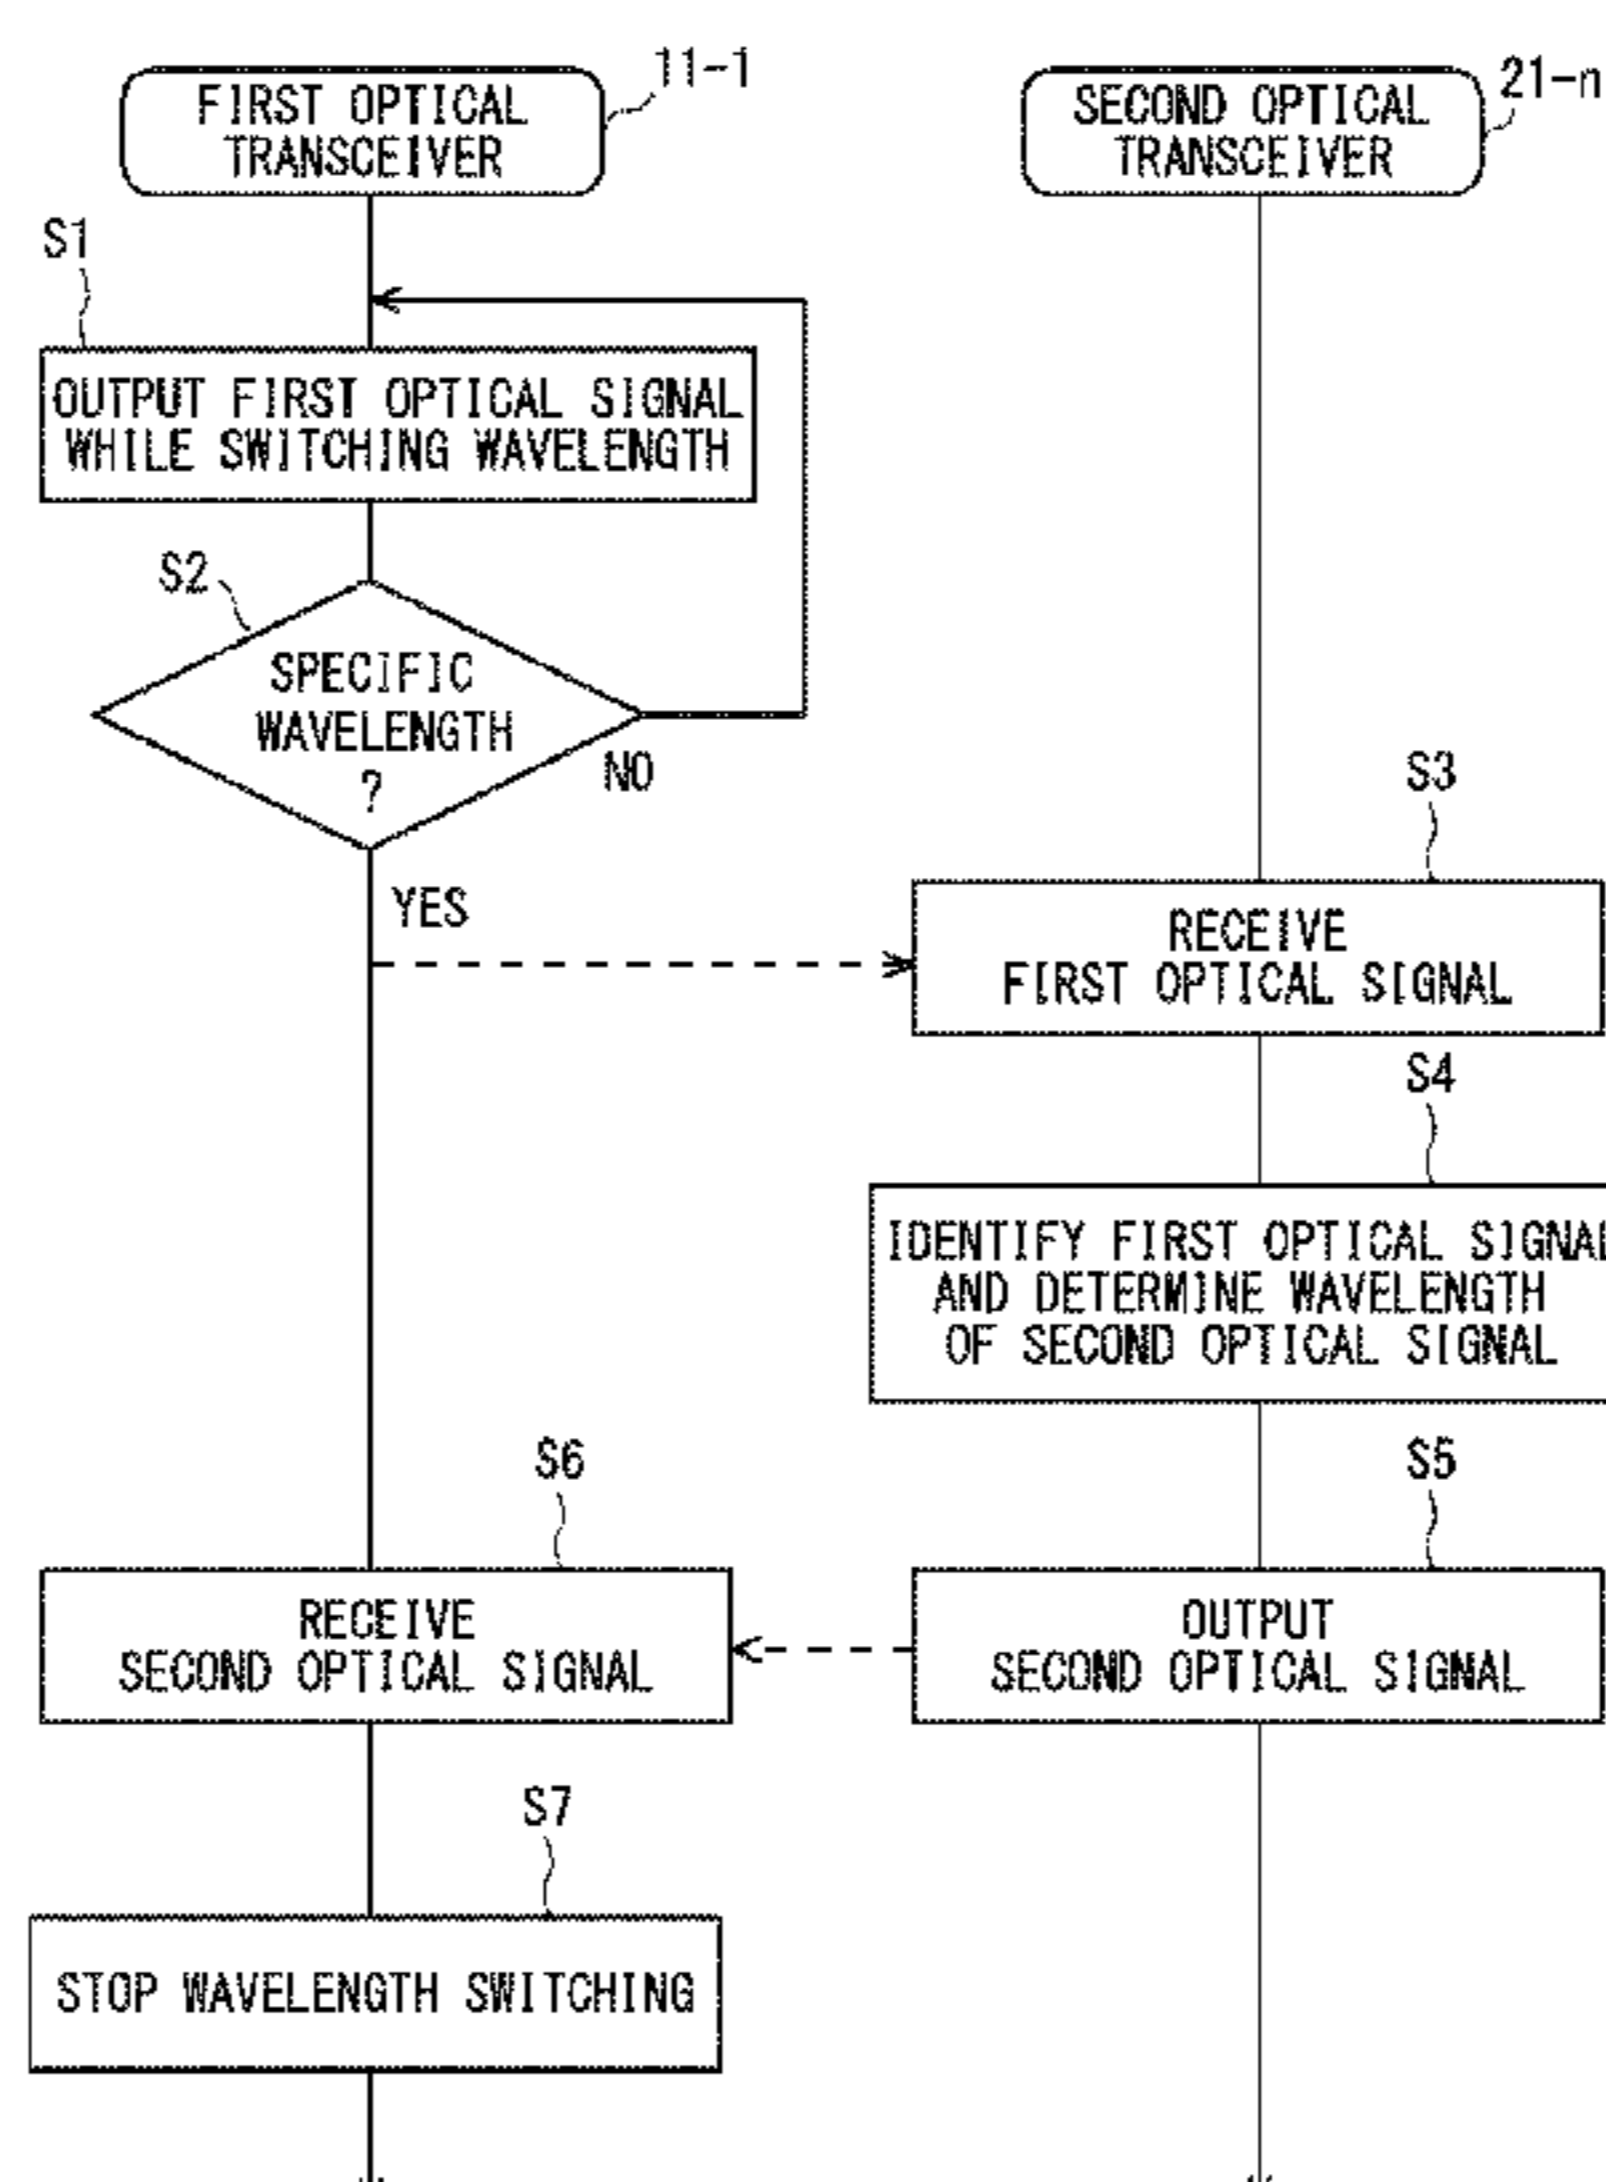 FIRST OPTICAL
TRANSCEIVER
11-1
SECOND OPTICAL
TRANSCEIVER
21-n
S1
OUTPUT FIRST OPTICAL SIGNAL
WHILE SWITCHING WAVELENGTH
S2
SPECIFIC
WAVELENGTH
?
NO
YES
S3
RECEIVE
FIRST OPTICAL SIGNAL
S4
IDENTIFY FIRST OPTICAL SIGNAL
AND DETERMINE WAVELENGTH
OF SECOND OPTICAL SIGNAL
S6
RECEIVE
SECOND OPTICAL SIGNAL
S5
OUTPUT
SECOND OPTICAL SIGNAL
S7
STOP WAVELENGTH SWITCHING